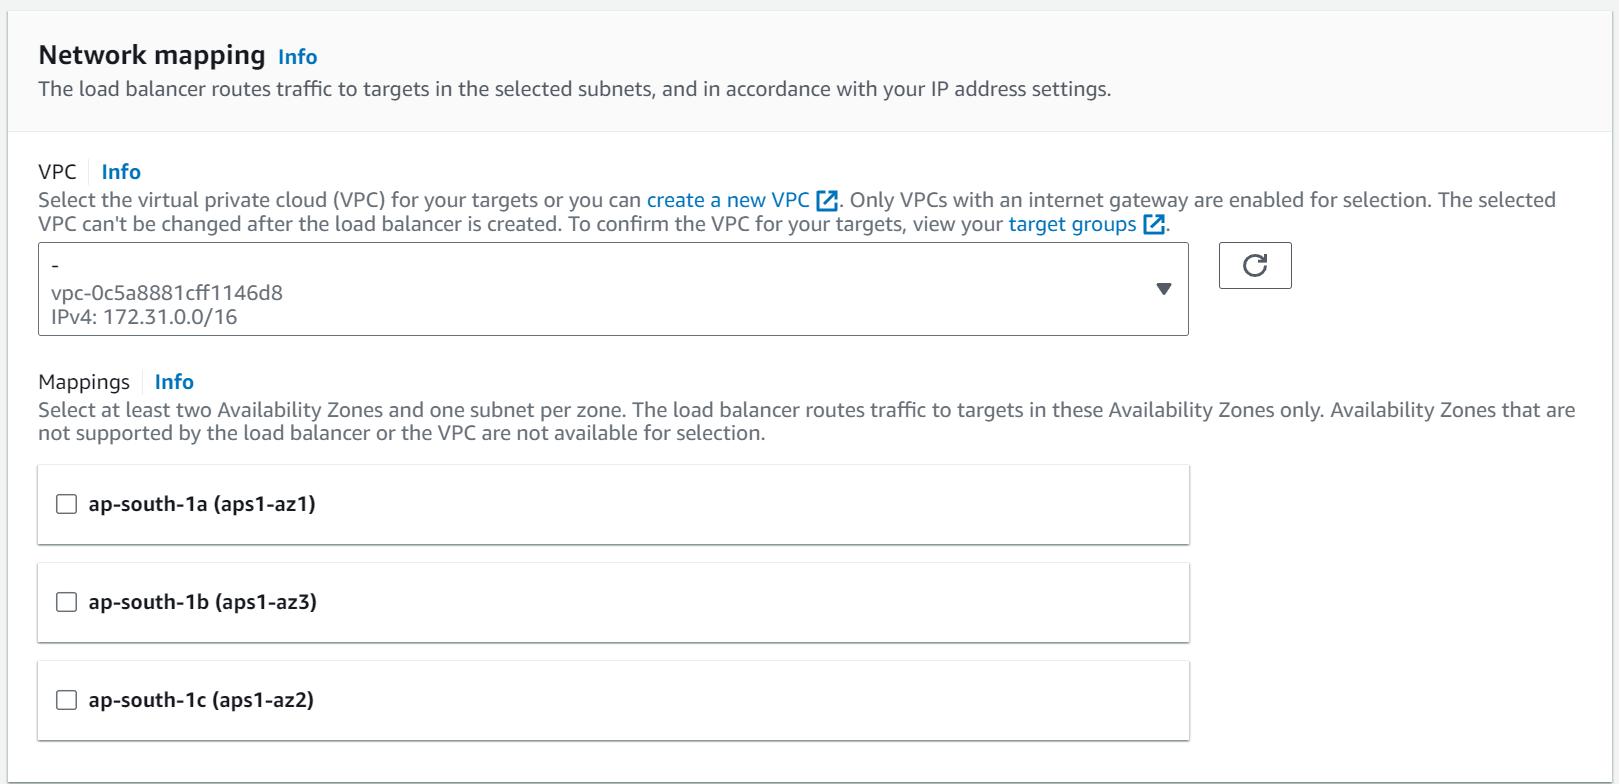 Network mapping Info
The load balancer routes traffic to targets in the selected subnets, and in accordance with your IP address settings.
VPC Info
Select the virtual private cloud (VPC) for your targets or you can create a new VPC. Only VPCs with an internet gateway are enabled for selection. The selected
VPC can't be changed after the load balancer is created. To confirm the VPC for your targets, view your target groups.
-
vpc-0c5a8881cff1146d8
IPv4: 172.31.0.0/16
Mappings Info
Select at least two Availability Zones and one subnet per zone. The load balancer routes traffic to targets in these Availability Zones only. Availability Zones that are
not supported by the load balancer or the VPC are not available for selection.
ap-south-1a (aps1-az1)
ap-south-1b (aps1-az3)
ap-south-1c (aps1-az2)